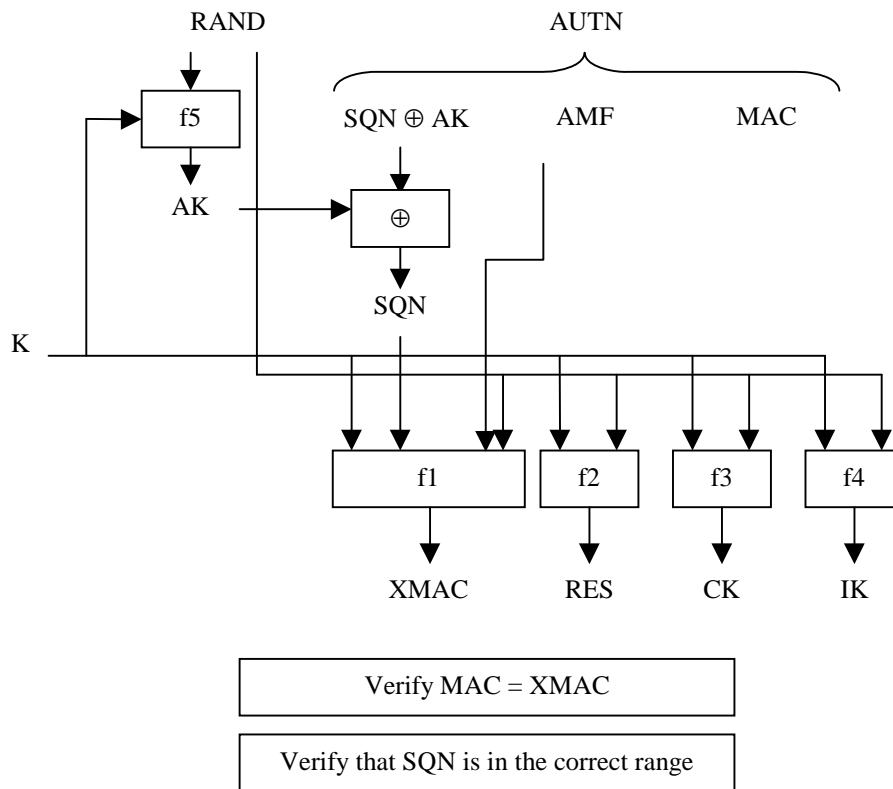 RAND AUTN
f5 SQN ⊕ AK AMF MAC
AK ⊕
SQN
K
f1 f2 f3 f4
XMAC RES CK IK
Verify MAC = XMAC
Verify that SQN is in the correct range